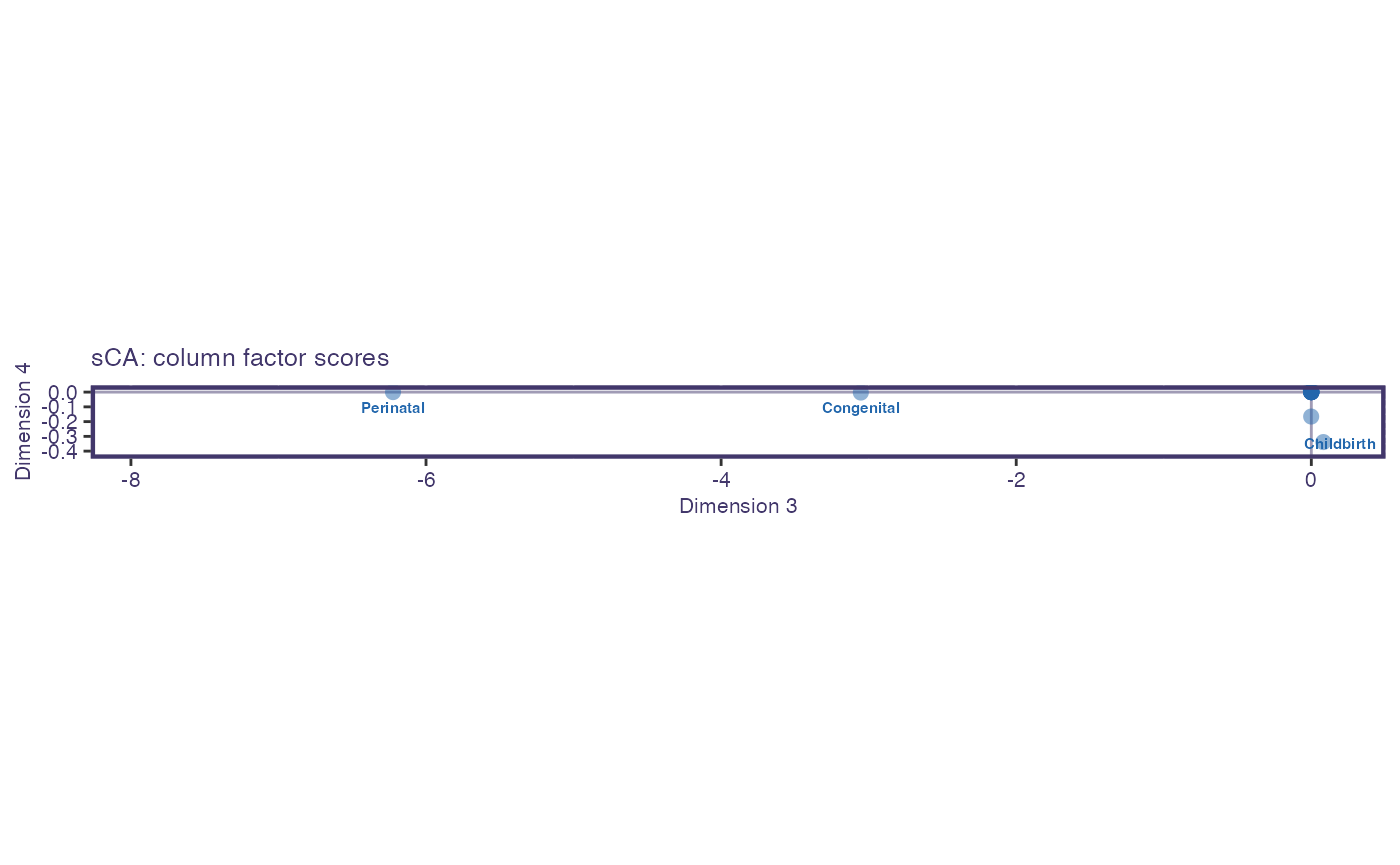 sCA: column factor scores
Dimension 4
0.0
-0.1
-0.2
-0.3
-0.4
Perinatal
Congenital
Childbirth
-8
-6
-4
-2
0
Dimension 3